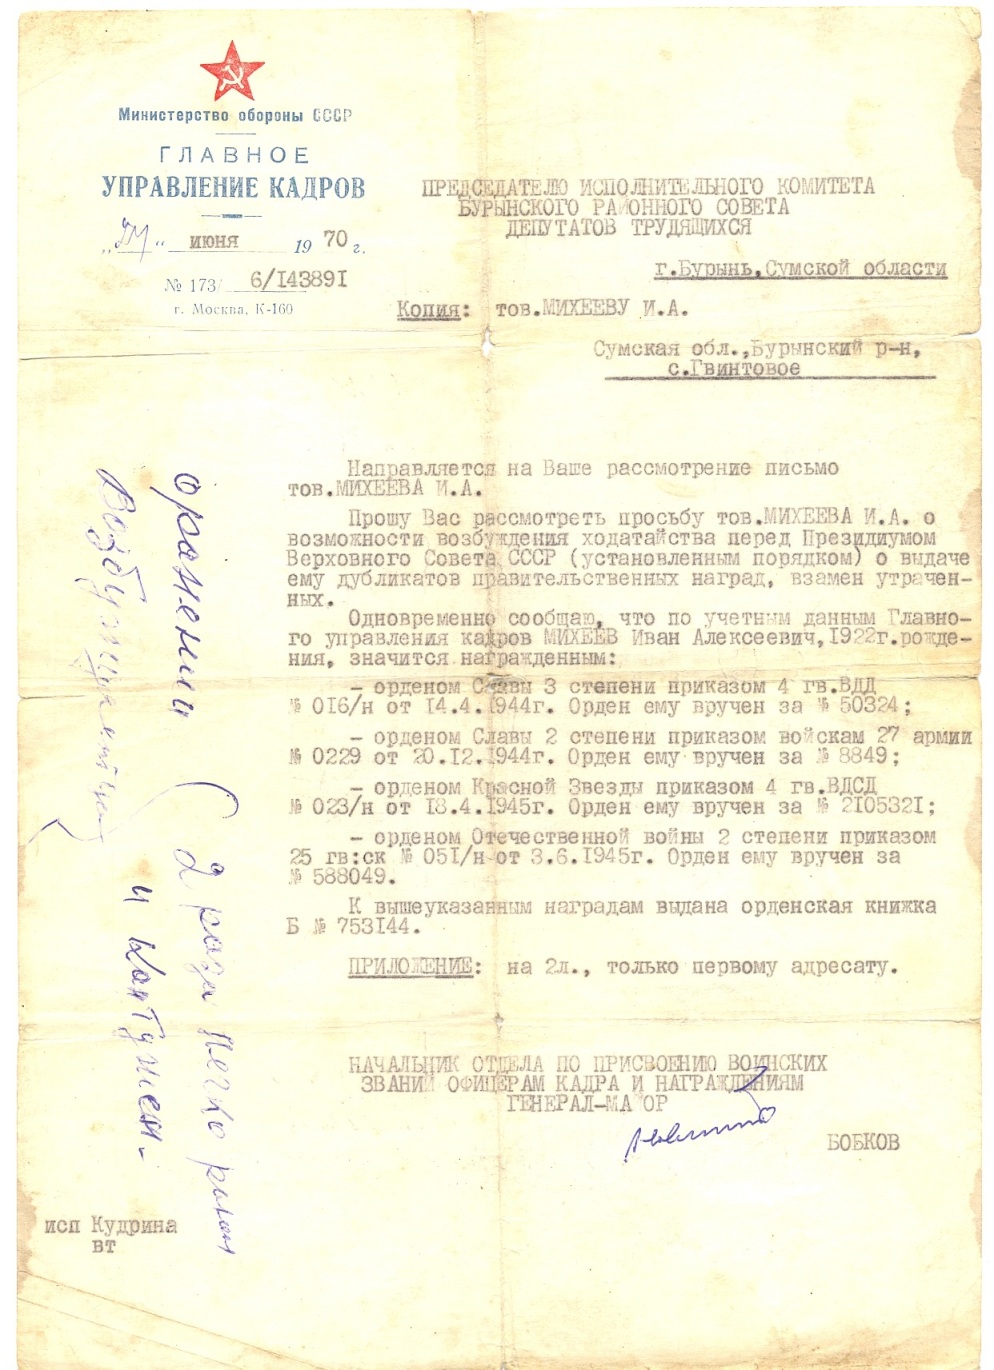 Министерство обороны СССР
ГЛАВНОЕ
УПРАВЛЕНИЕ КАДРОВ
"24" июня 1970 г.
№ 173/ 6/143891
г. Москва, К-160
ПРЕДСЕДАТЕЛЮ ИСПОЛНИТЕЛЬНОГО КОМИТЕТА
БУРЫНСКОГО РАЙОННОГО СОВЕТА
ДЕПУТАТОВ ТРУДЯЩИХСЯ
г.Бурынь,Сумской области
Копия: тов.МИХЕЕВУ И.А.
Сумская обл.,Бурынский р-н,
с.Гвинтовое
Направляется на Ваше рассмотрение письмо
тов.МИХЕЕВА И.А.
Прошу Вас рассмотреть просьбу тов.МИХЕЕВА И.А. о
возможности возбуждения ходатайства перед Президиумом
Верховного Совета СССР (установленным порядком) о выдаче
ему дубликатов правительственных наград, взамен утрачен-
ных.
Одновременно сообщаю, что по учетным данным Главно-
го управления кадров МИХЕЕВ Иван Алексеевич,1922г.рожде-
ния, значится награжденным:
- орденом Славы 3 степени приказом 4 гв.ВДД
№ 016/н от 14.4.1944г. Орден ему вручен за № 50324;
- орденом Славы 2 степени приказом войскам 27 армии
№ 0229 от 20.12.1944г. Орден ему вручен за № 8849;
- орденом Красной Звезды приказом 4 гв.ВДСД
№ 023/н от 18.4.1945г. Орден ему вручен за № 2105321;
- орденом Отечественной войны 2 степени приказом
25 гв:ск № 051/н от 3.6.1945г. Орден ему вручен за
№ 588049.
К вышеуказанным наградам выдана орденская книжка
Б № 753144.
ПРИЛОЖЕНИЕ: на 2л., только первому адресату.
НАЧАЛЬНИК ОТДЕЛА ПО ПРИСВОЕНИЮ ВОИНСКИХ
ЗВАНИЙ ОФИЦЕРАМ КАДРА И НАГРАЖДЕНИЯМ
ГЕНЕРАЛ-МА ОР
БОБКОВ
исп Кудрина
вт
2 раза легко ранен
и контужен.